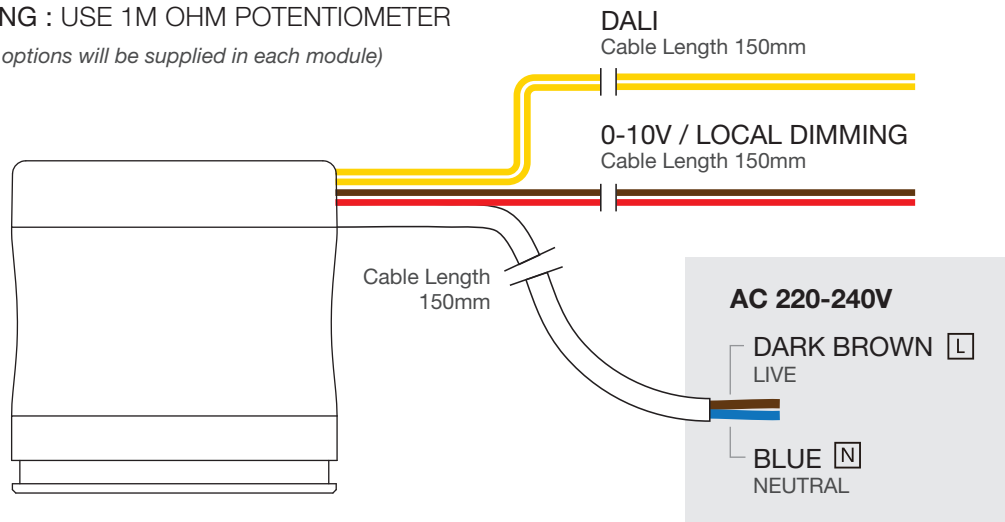 NG : USE 1M OHM POTENTIOMETER
options will be supplied in each module)
DALI
Cable Length 150mm
0-10V / LOCAL DIMMING
Cable Length 150mm
Cable Length
150mm
AC 220-240V
DARK BROWN L
LIVE
BLUE N
NEUTRAL